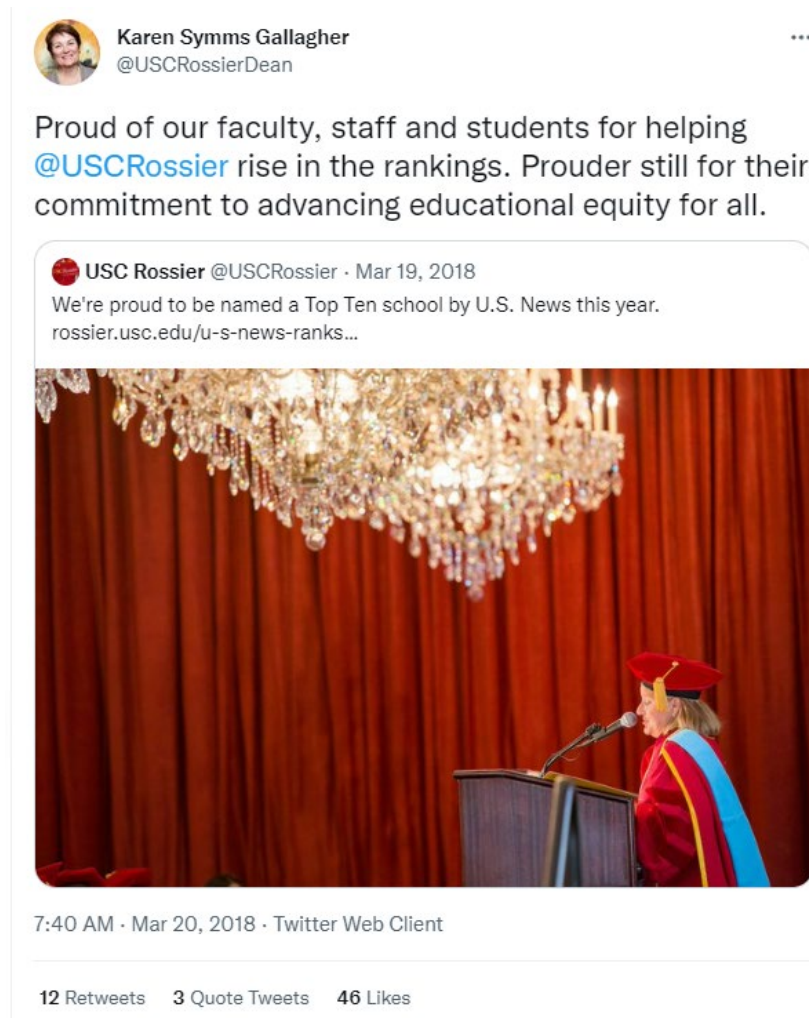 Karen Symms Gallagher
@USCRossierDean
Proud of our faculty, staff and students for helping
@USCRossier rise in the rankings. Prouder still for their
commitment to advancing educational equity for all.
USC Rossier @USCRossier · Mar 19, 2018
We're proud to be named a Top Ten school by U.S. News this year.
rossier.usc.edu/u-s-news-ranks...
7:40 AM · Mar 20, 2018 · Twitter Web Client
12 Retweets 3 Quote Tweets 46 Likes